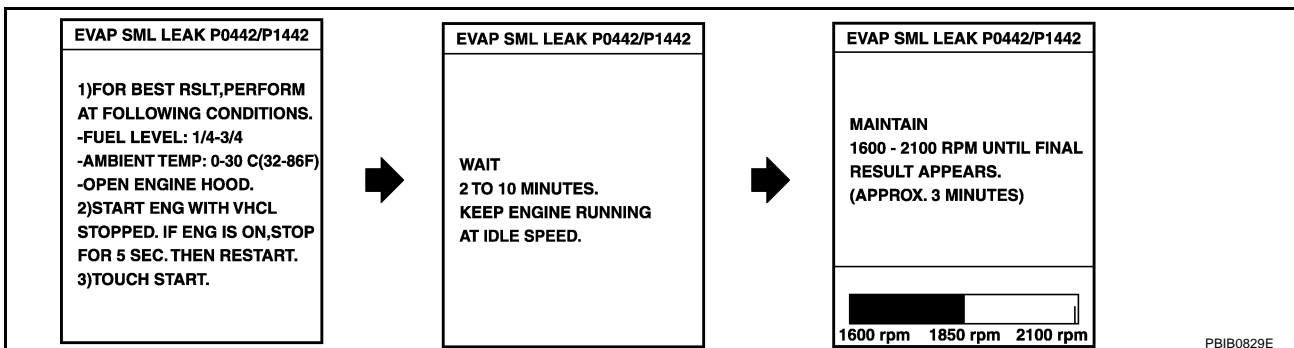 EVAP SML LEAK P0442/P1442
1)FOR BEST RSLT,PERFORM
AT FOLLOWING CONDITIONS.
-FUEL LEVEL: 1/4-3/4
-AMBIENT TEMP: 0-30 C(32-86F)
-OPEN ENGINE HOOD.
2)START ENG WITH VHCL
STOPPED. IF ENG IS ON,STOP
FOR 5 SEC. THEN RESTART.
3)TOUCH START.
EVAP SML LEAK P0442/P1442
WAIT
2 TO 10 MINUTES.
KEEP ENGINE RUNNING
AT IDLE SPEED.
EVAP SML LEAK P0442/P1442
MAINTAIN
1600 - 2100 RPM UNTIL FINAL
RESULT APPEARS.
(APPROX. 3 MINUTES)
1600 rpm 1850 rpm 2100 rpm
PBIB0829E